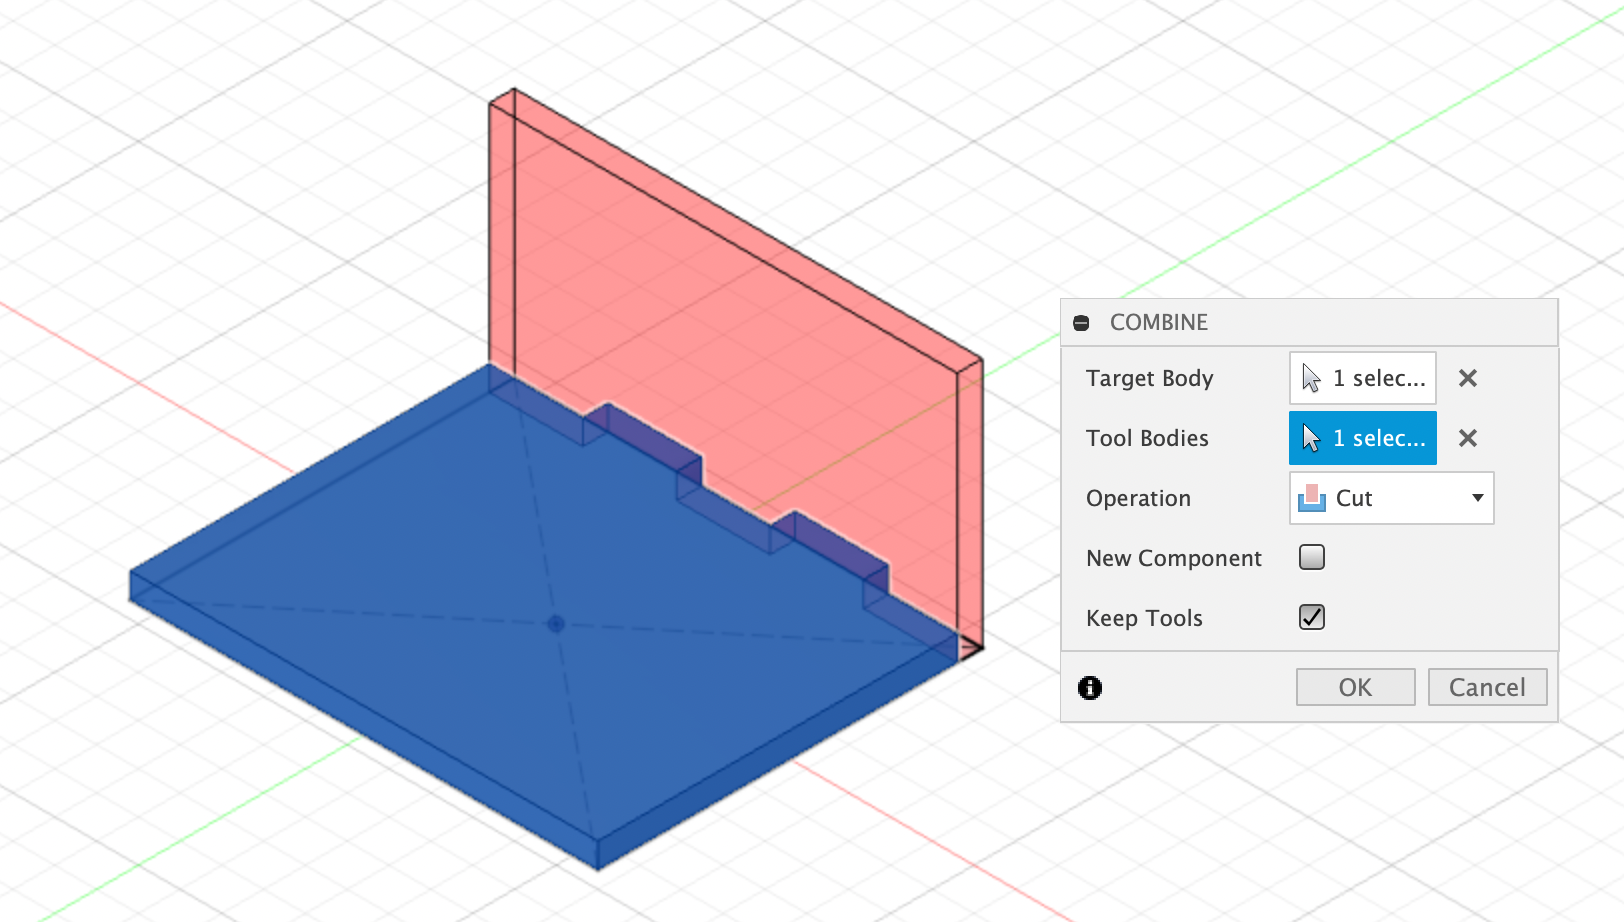 COMBINE
Target Body 1 selec...
Tool Bodies 1 selec...
Operation Cut
New Component
Keep Tools
OK Cancel